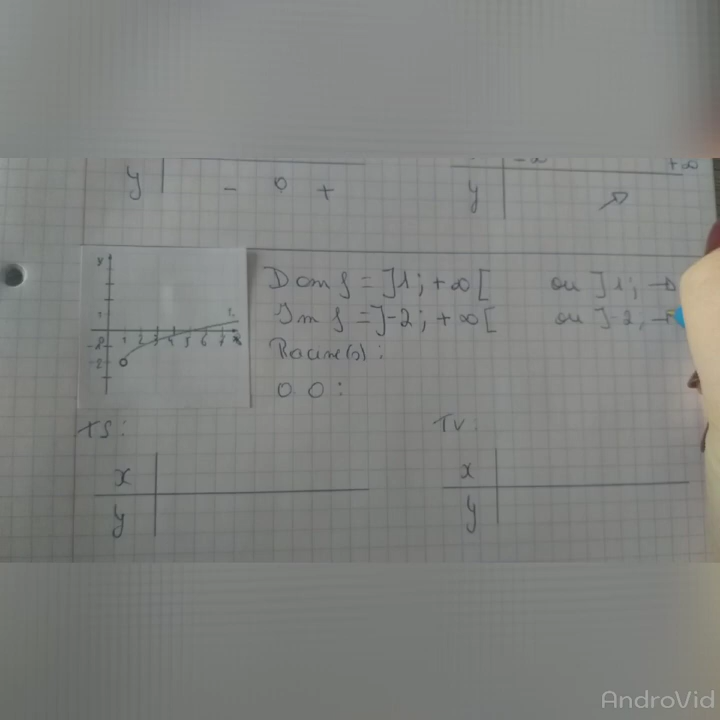 y - 0 +
-∞ +∞
y ↗
y
1
1 2 3 4 5 6 7 8 x
-2
Dom f = ]1 ; +∞ [ ou ]1 ; →
Im f = ]-2 ; +∞ [ ou ]-2, →
Racine(s) :
O. O :
TS :
x
y
TV :
x
y
AndroVid